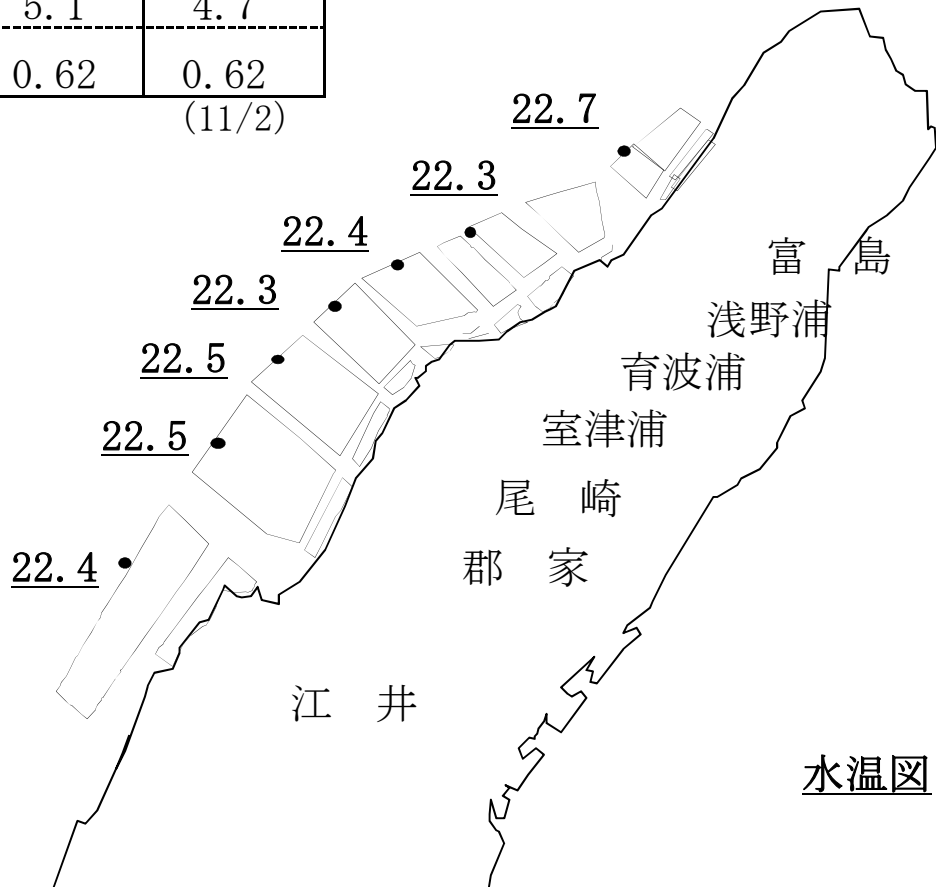 5.1 4.7
0.62 0.62
(11/2)
22.7
22.3
22.4
22.3
22.5
22.5
22.4
富 島
浅野浦
育波浦
室津浦
尾 崎
郡 家
江 井
水温図